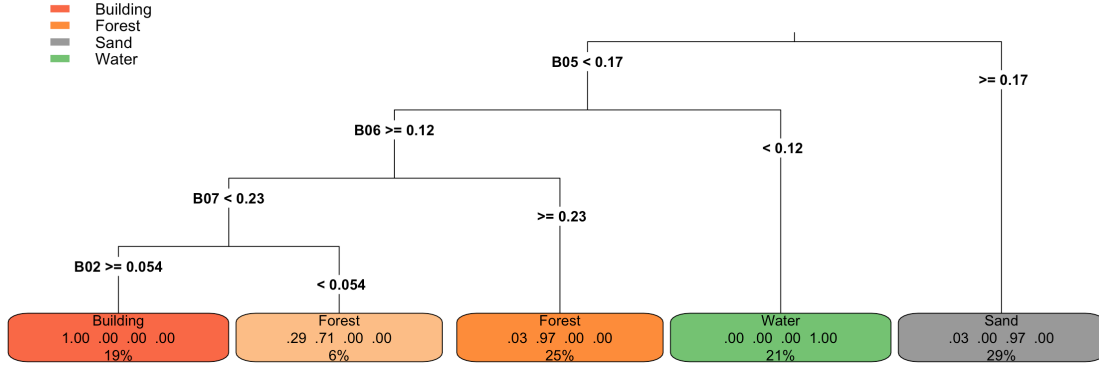 Building
Forest
Sand
Water
B05 < 0.17
>= 0.17
B06 >= 0.12
< 0.12
B07 < 0.23
>= 0.23
B02 >= 0.054
< 0.054
Building
1.00 .00 .00 .00
19%
Forest
.29 .71 .00 .00
6%
Forest
.03 .97 .00 .00
25%
Water
.00 .00 .00 1.00
21%
Sand
.03 .00 .97 .00
29%